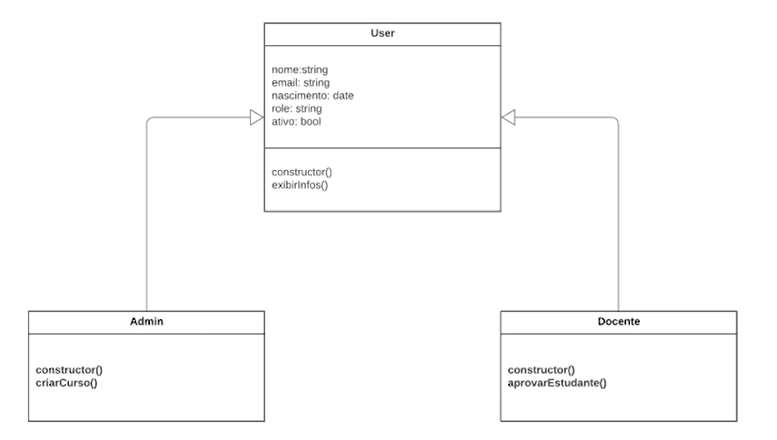 User
nome:string
email: string
nascimento: date
role: string
ativo: bool
constructor()
exibirInfos()
Admin
constructor()
criarCurso()
Docente
constructor()
aprovarEstudante()